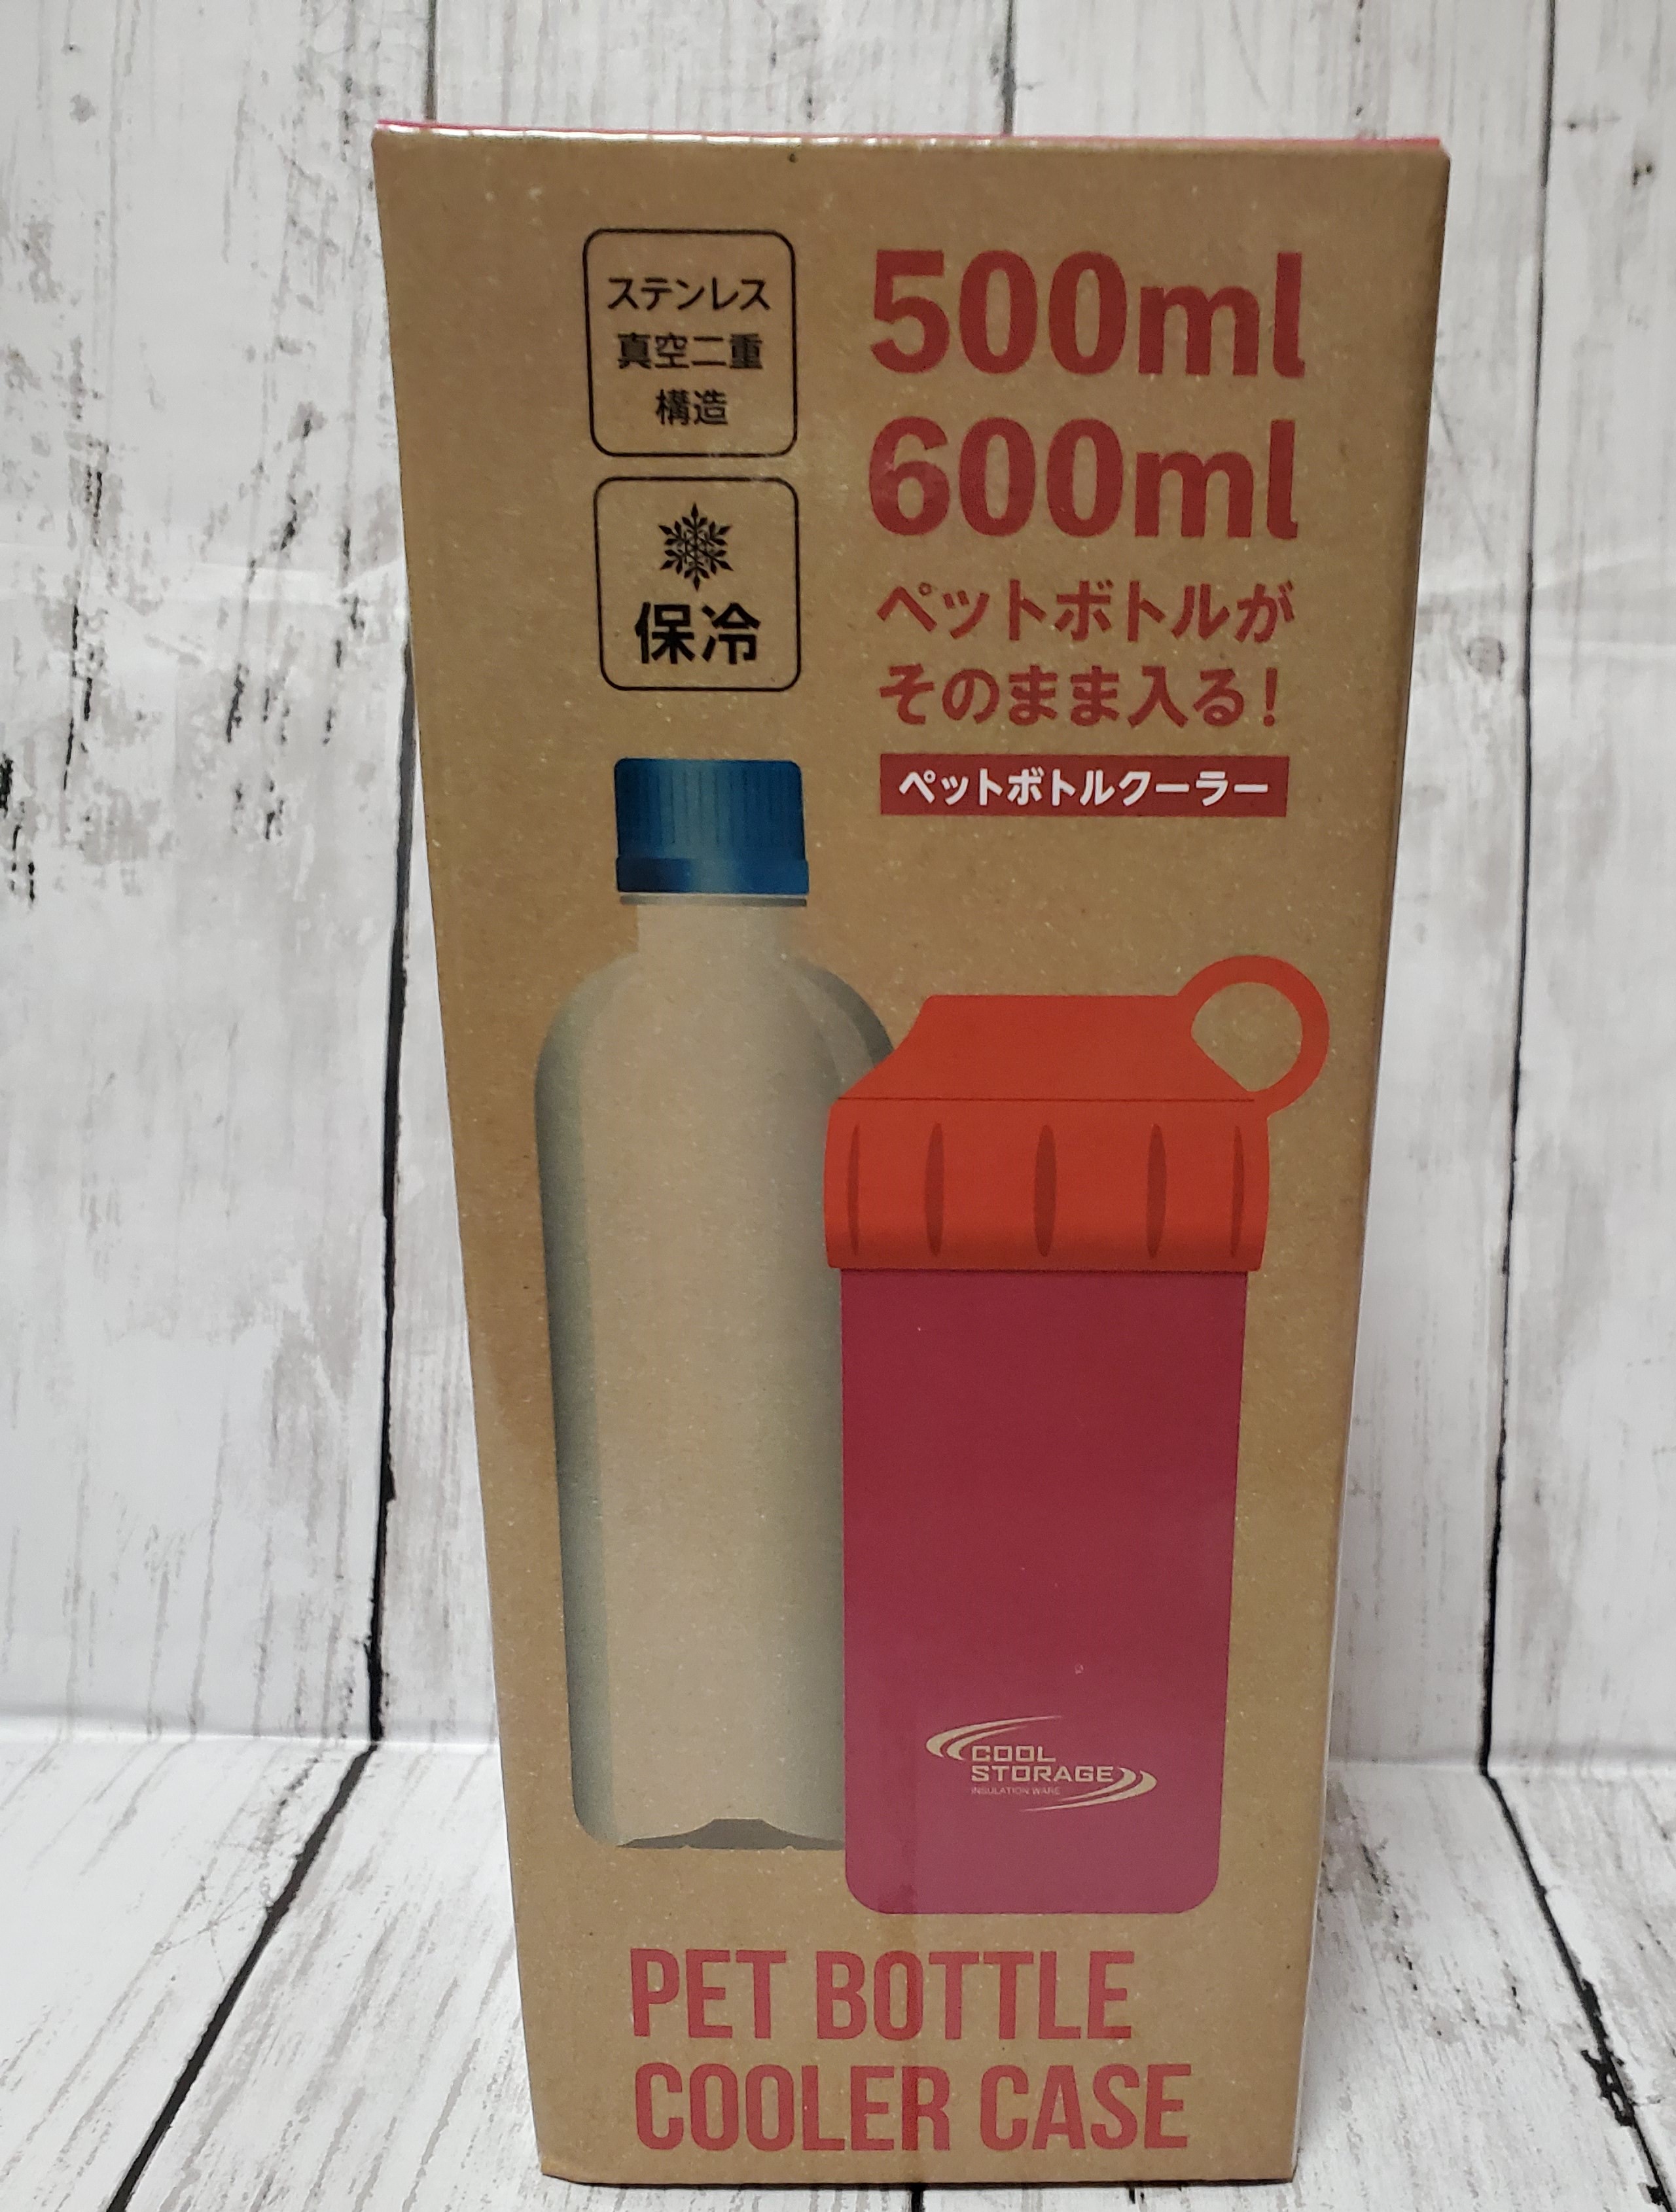 ステンレス
真空二重
構造
保冷
500ml
600ml
ペットボトルが
そのまま入る!
ペットボトルクーラー
COOL
STORAGE
INSULATION WARE
PET BOTTLE
COOLER CASE